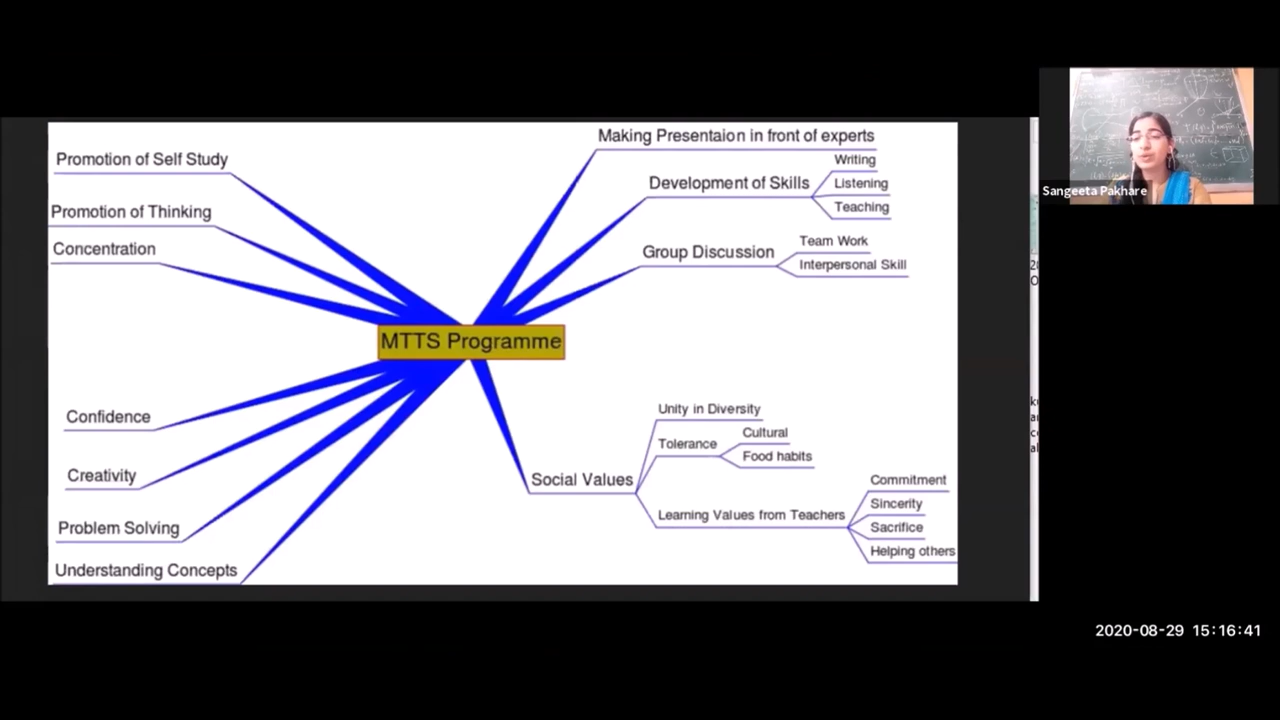 Making Presentaion in front of experts
Promotion of Self Study
Writing
Development of Skills
Listening
Teaching
Promotion of Thinking
Concentration
Group Discussion
Team Work
Interpersonal Skill
MTTS Programme
Confidence
Creativity
Problem Solving
Understanding Concepts
Social Values
Unity in Diversity
Tolerance
Cultural
Food habits
Learning Values from Teachers
Commitment
Sincerity
Sacrifice
Helping others
Sangeeta Pakhare
2020-08-29 15:16:41